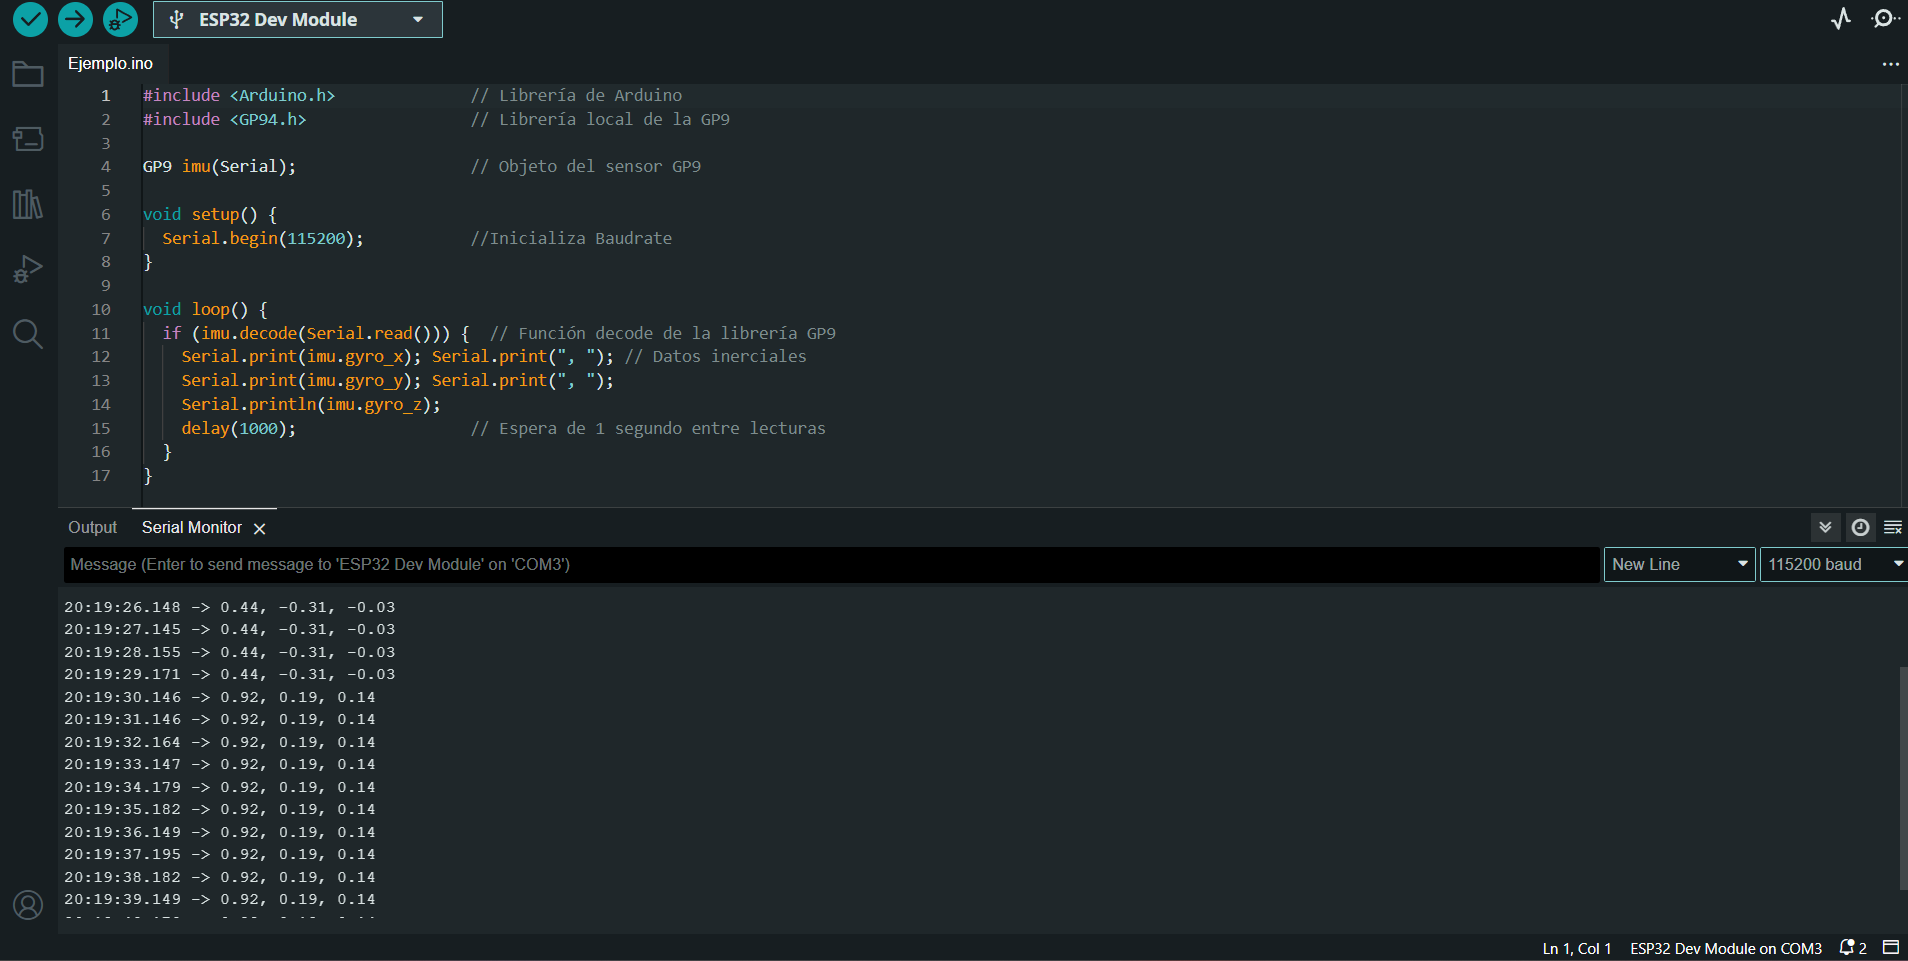 ESP32 Dev Module
Ejemplo.ino
1 #include <Arduino.h> // Librería de Arduino
2 #include <GP94.h> // Librería local de la GP9
3
4 GP9 imu(Serial); // Objeto del sensor GP9
5
6 void setup() {
7 Serial.begin(115200); //Inicializa Baudrate
8 }
9
10 void loop() {
11 if (imu.decode(Serial.read())) { // Función decode de la librería GP9
12 Serial.print(imu.gyro_x); Serial.print(", "); // Datos inerciales
13 Serial.print(imu.gyro_y); Serial.print(", ");
14 Serial.println(imu.gyro_z);
15 delay(1000); // Espera de 1 segundo entre lecturas
16 }
17 }
Output Serial Monitor
Message (Enter to send message to 'ESP32 Dev Module' on 'COM3') New Line 115200 baud
20:19:26.148 -> 0.44, -0.31, -0.03
20:19:27.145 -> 0.44, -0.31, -0.03
20:19:28.155 -> 0.44, -0.31, -0.03
20:19:29.171 -> 0.44, -0.31, -0.03
20:19:30.146 -> 0.92, 0.19, 0.14
20:19:31.146 -> 0.92, 0.19, 0.14
20:19:32.164 -> 0.92, 0.19, 0.14
20:19:33.147 -> 0.92, 0.19, 0.14
20:19:34.179 -> 0.92, 0.19, 0.14
20:19:35.182 -> 0.92, 0.19, 0.14
20:19:36.149 -> 0.92, 0.19, 0.14
20:19:37.195 -> 0.92, 0.19, 0.14
20:19:38.182 -> 0.92, 0.19, 0.14
20:19:39.149 -> 0.92, 0.19, 0.14
Ln 1, Col 1 ESP32 Dev Module on COM3 2